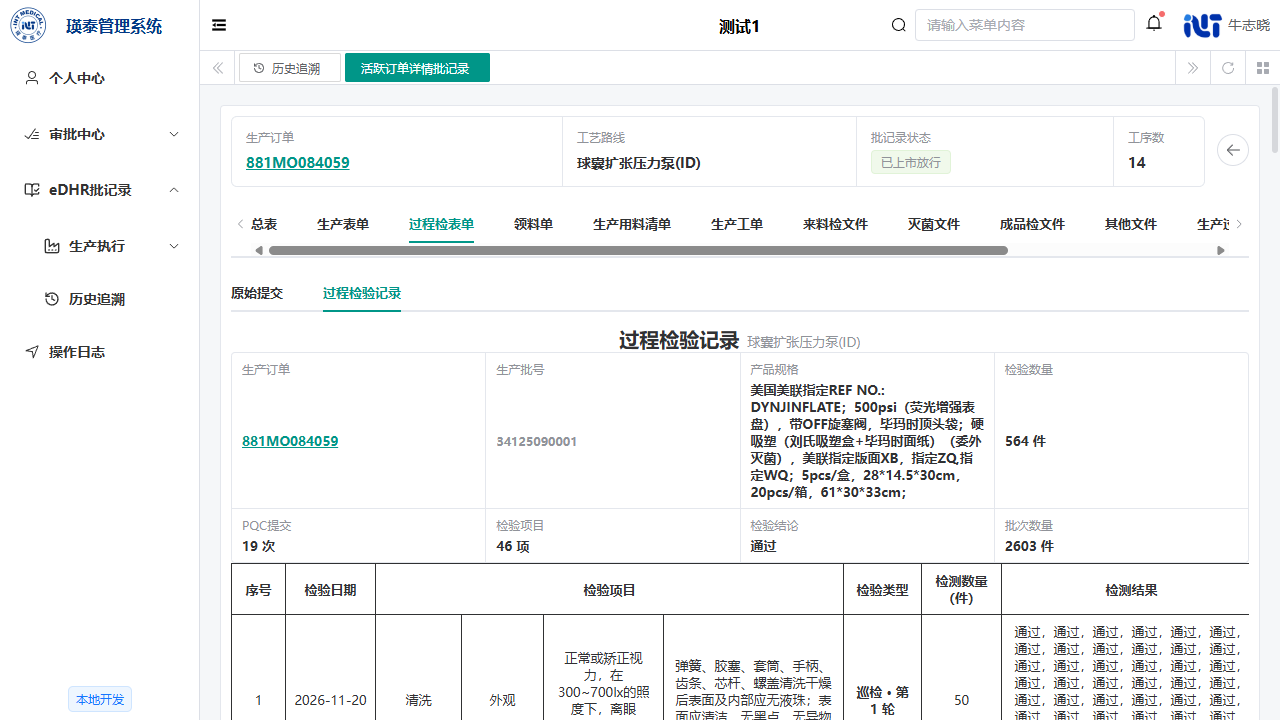 瑛泰管理系统
测试1
请输入菜单内容
牛志晓
个人中心
审批中心
eDHR批记录
生产执行
历史追溯
操作日志
本地开发
历史追溯
活跃订单详情批记录
生产订单
881MO084059
工艺路线
球囊扩张压力泵(ID)
批记录状态
已上市放行
工序数
14
总表
生产表单
过程检表单
领料单
生产用料清单
生产工单
来料检文件
灭菌文件
成品检文件
其他文件
原始提交
过程检验记录
过程检验记录 球囊扩张压力泵(ID)
生产订单
881MO084059
生产批号
34125090001
产品规格
美国美联指定REF NO.:
DYNJINFLATE；500psi（荧光增强表
盘），带OFF旋塞阀，毕玛时顶头袋；硬
吸塑（刘氏吸塑盒+毕玛时面纸）（委外
灭菌），美联指定版面XB，指定ZQ,指
定WQ；5pcs/盒，28*14.5*30cm，
20pcs/箱，61*30*33cm；
检验数量
564 件
PQC提交
19 次
检验项目
46 项
检验结论
通过
批次数量
2603 件
序号
检验日期
检验项目
检验类型
检测数量
（件）
检测结果
1
2026-11-20
清洗
外观
正常或矫正视
力，在
300~700lx的照
度下，离眼
弹簧、胶塞、套筒、手柄、
齿条、芯杆、螺盖清洗干燥
后表面及内部应无液珠；表
面应清洁、无黑点、无异物
巡检 • 第
1 轮
50
通过，通过，通过，通过，通过，通过，
通过，通过，通过，通过，通过，通过，
通过，通过，通过，通过，通过，通过，
通过，通过，通过，通过，通过，通过，
通过，通过，通过，通过，通过，通过，
通过，通过，通过，通过，通过，通过，